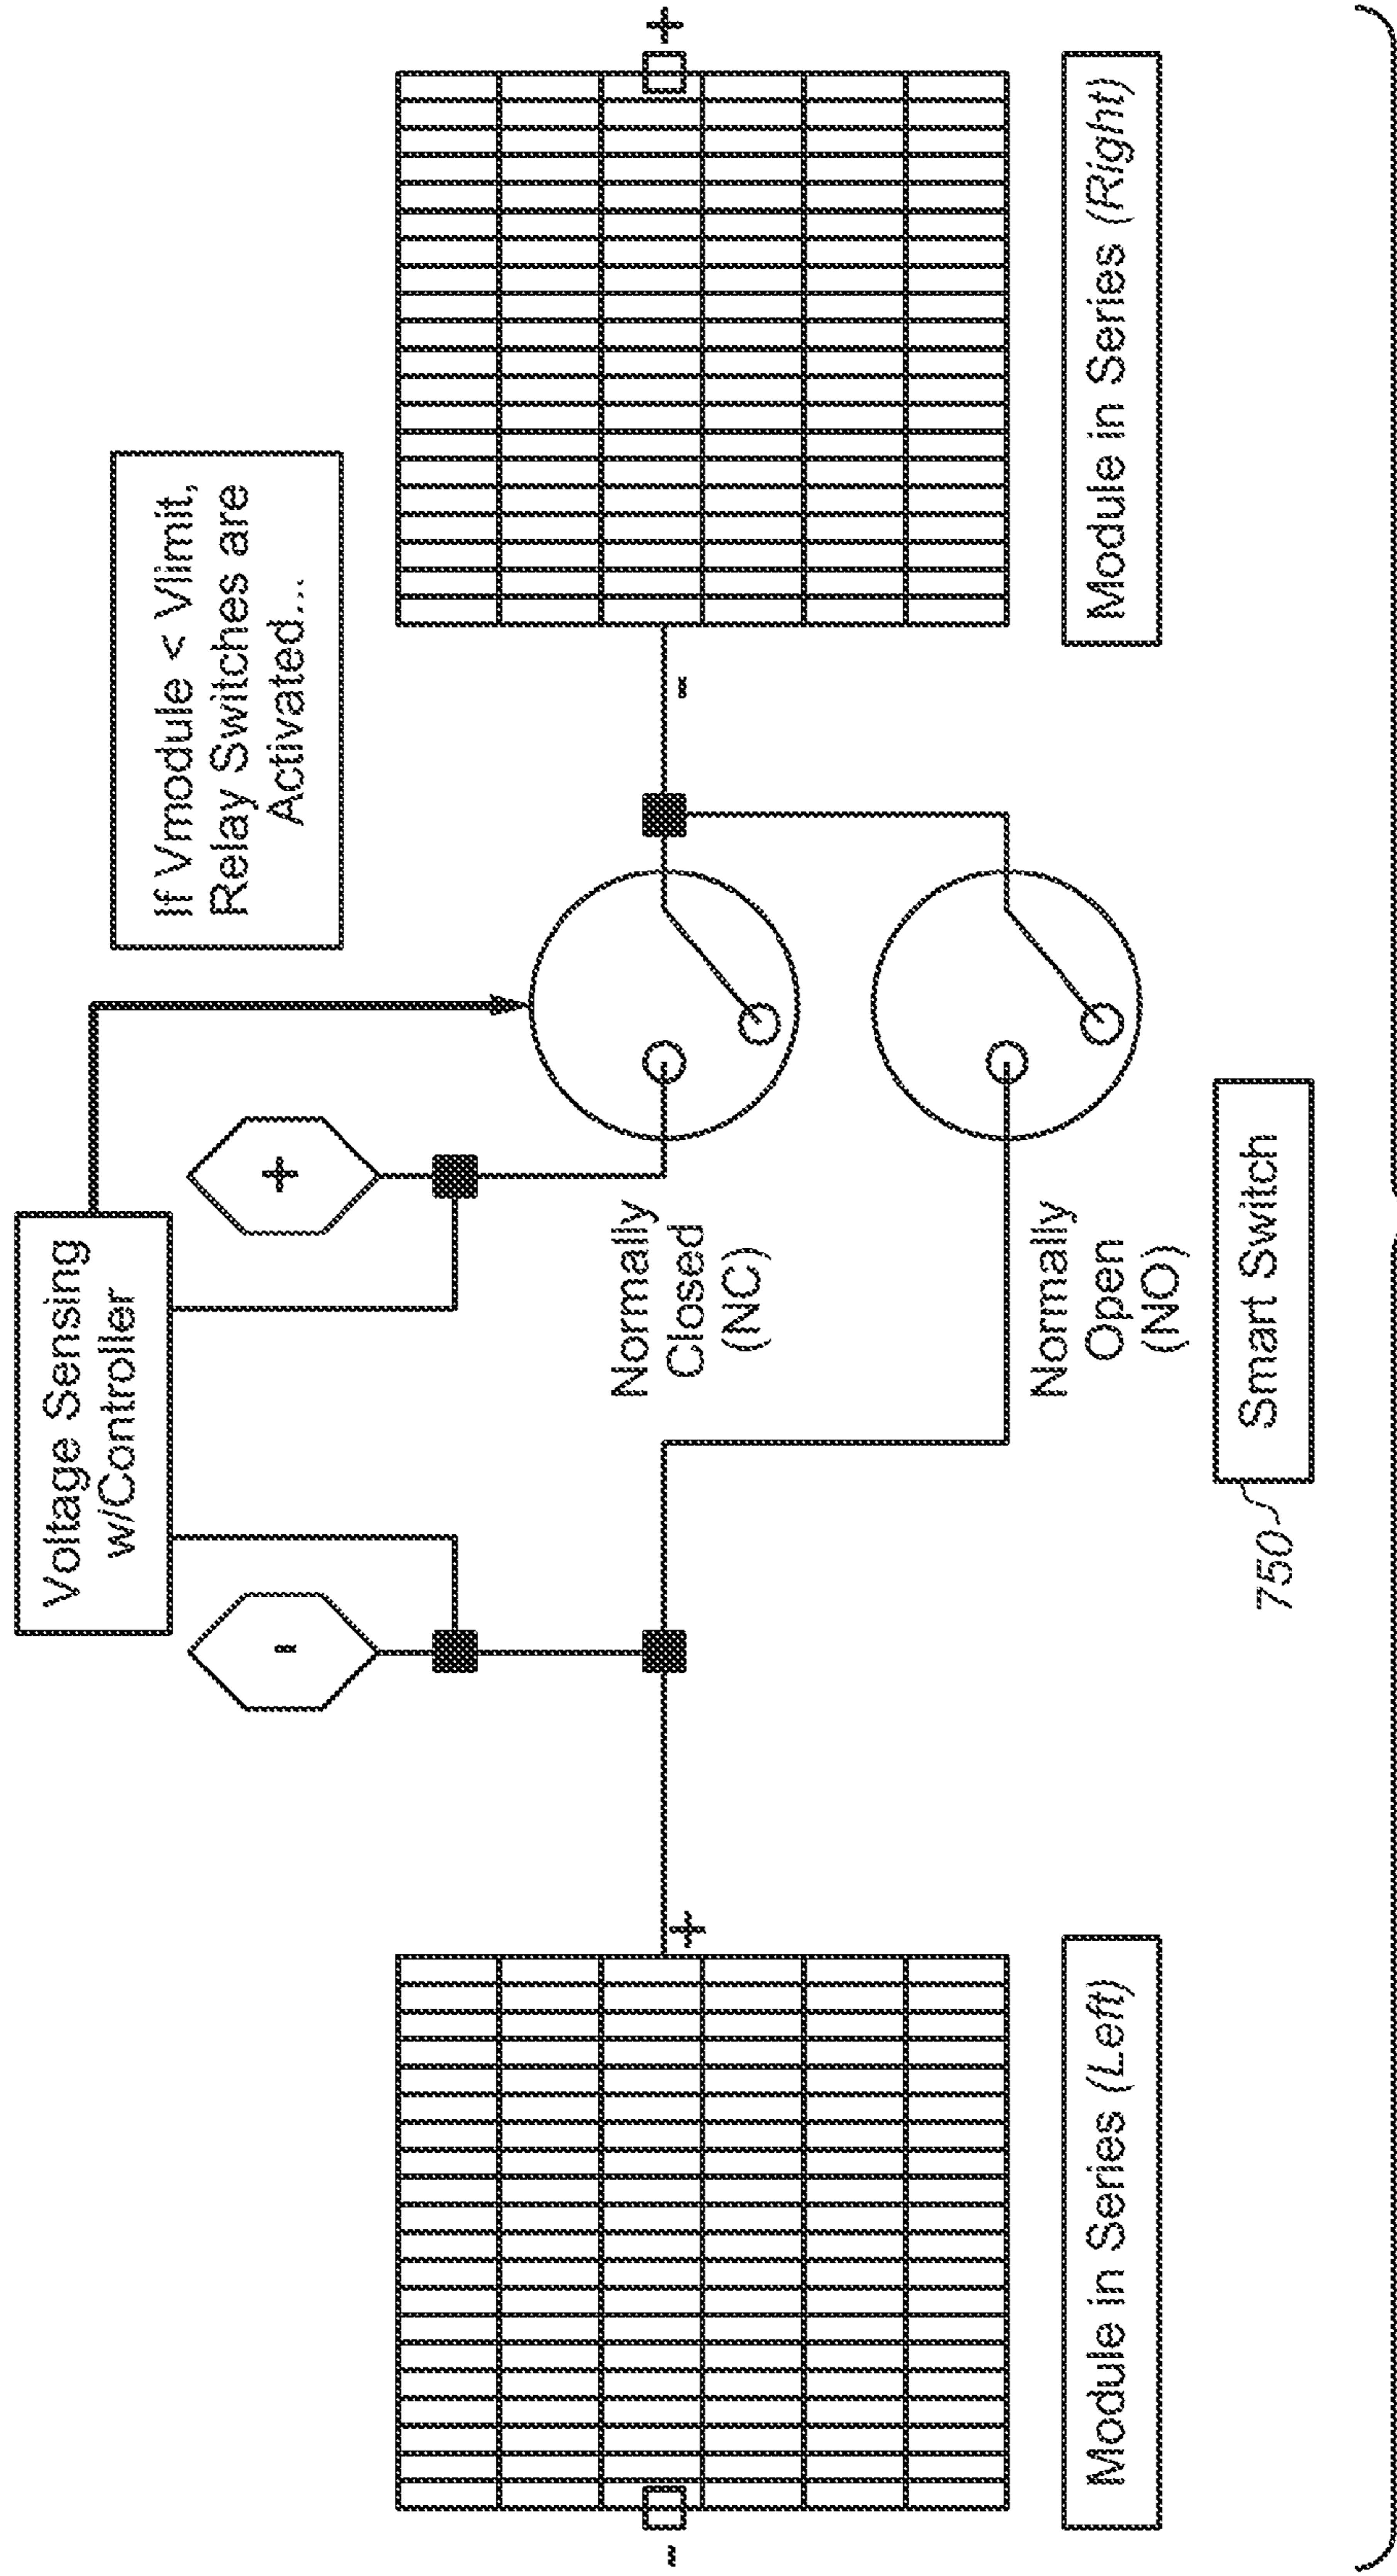 Voltage Sensing
w/Controller
If Vmodule < Vlimit,
Relay Switches are
Activated...
-
+
Normally
Closed
(NC)
Normally
Open
(NO)
-
+
-
+
Module in Series (Left)
750
Smart Switch
Module in Series (Right)